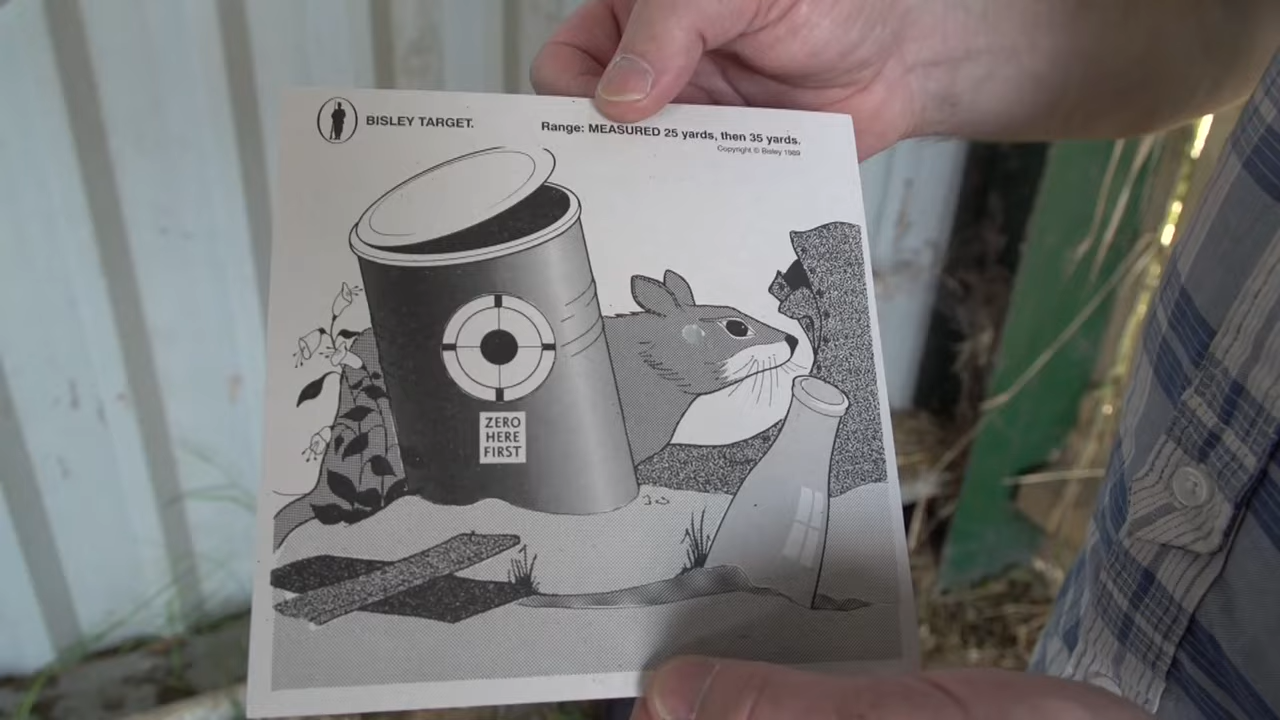 BISLEY TARGET.
Range: MEASURED 25 yards, then 35 yards.
Copyright © Bisley 1989
ZERO
HERE
FIRST